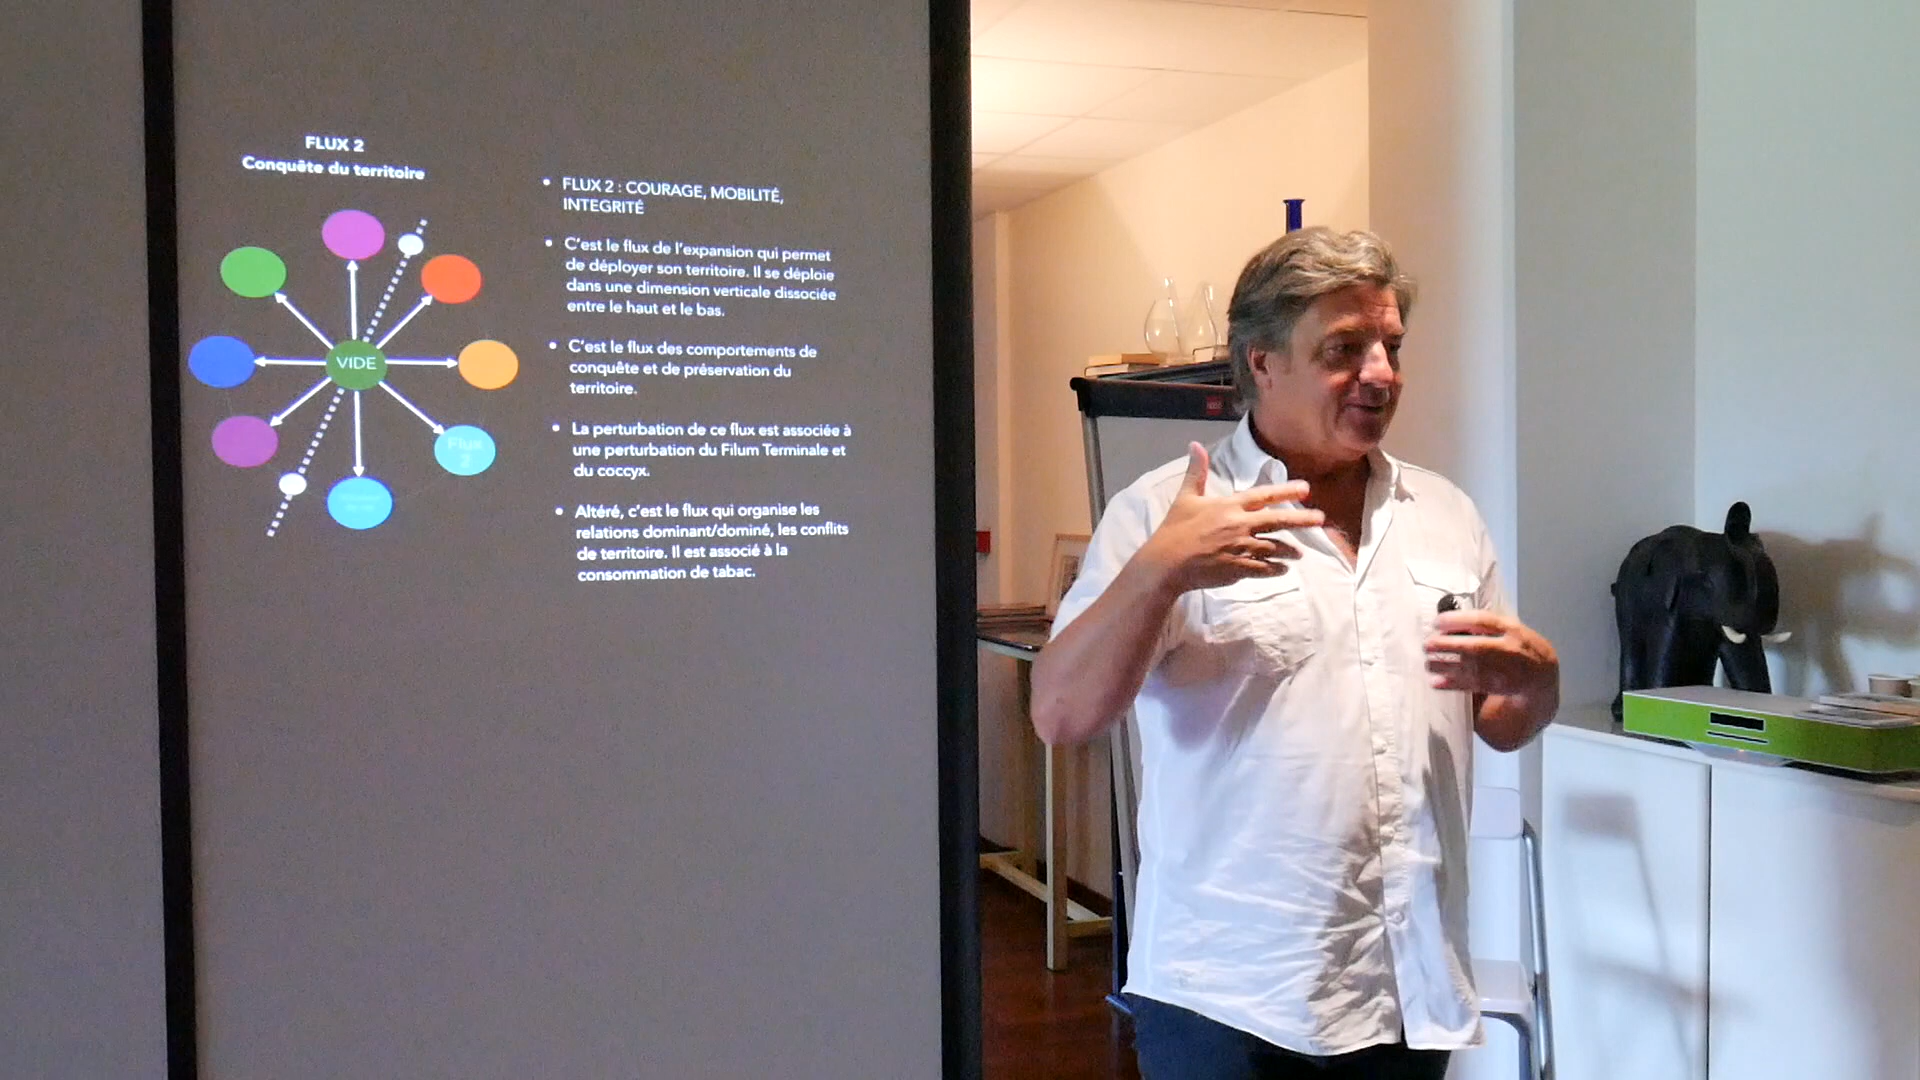 FLUX 2
Conquête du territoire
VIDE
Flux
2
• FLUX 2 : COURAGE, MOBILITÉ,
INTEGRITÉ
• C'est le flux de l'expansion qui permet
de déployer son territoire. Il se déploie
dans une dimension verticale dissociée
entre le haut et le bas.
• C'est le flux des comportements de
conquête et de préservation du
territoire.
• La perturbation de ce flux est associée à
une perturbation du Filum Terminale et
du coccyx.
• Altéré, c'est le flux qui organise les
relations dominant/dominé, les conflits
de territoire. Il est associé à la
consommation de tabac.